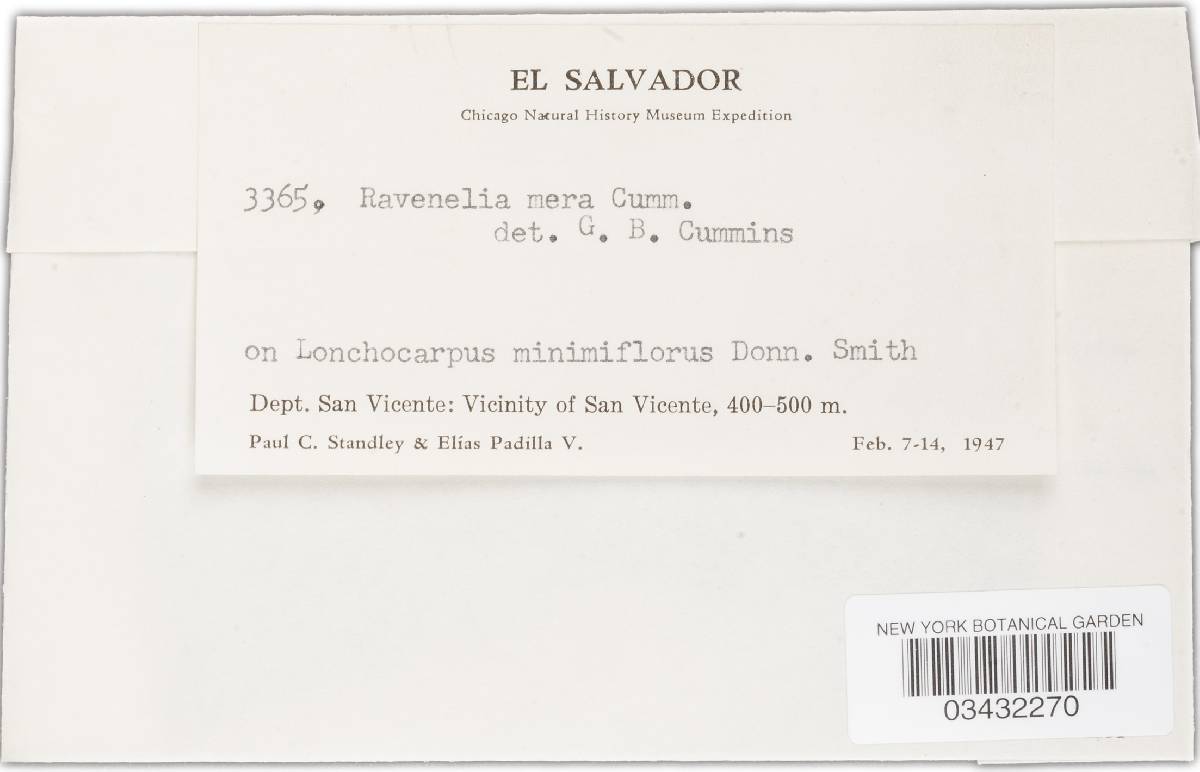 EL SALVADOR
Chicago Natural History Museum Expedition
3365, Ravenelia mera Cumm.
det. G. B. Cummins
on Lonchocarpus minimiflorus Donn. Smith
Dept. San Vicente: Vicinity of San Vicente, 400–500 m.
Paul C. Standley & Elías Padilla V. Feb. 7-14, 1947
NEW YORK BOTANICAL GARDEN
03432270